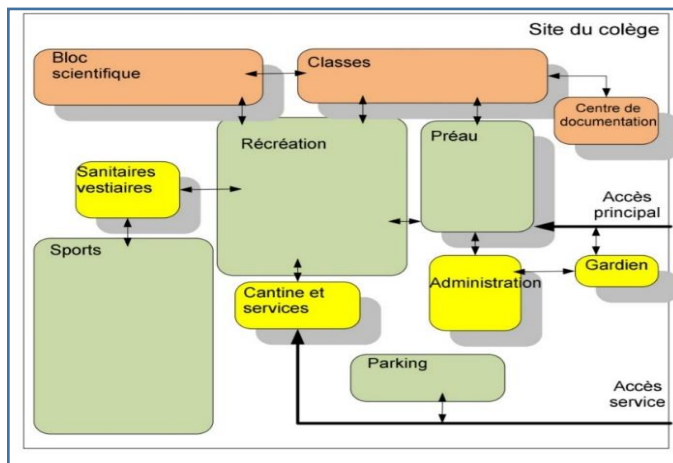 Site du colège
Bloc
scientifique
Classes
Centre de
documentation
Récréation
Préau
Sanitaires
vestiaires
Accès
principal
Sports
Administration
Gardien
Cantine et
services
Parking
Accès
service